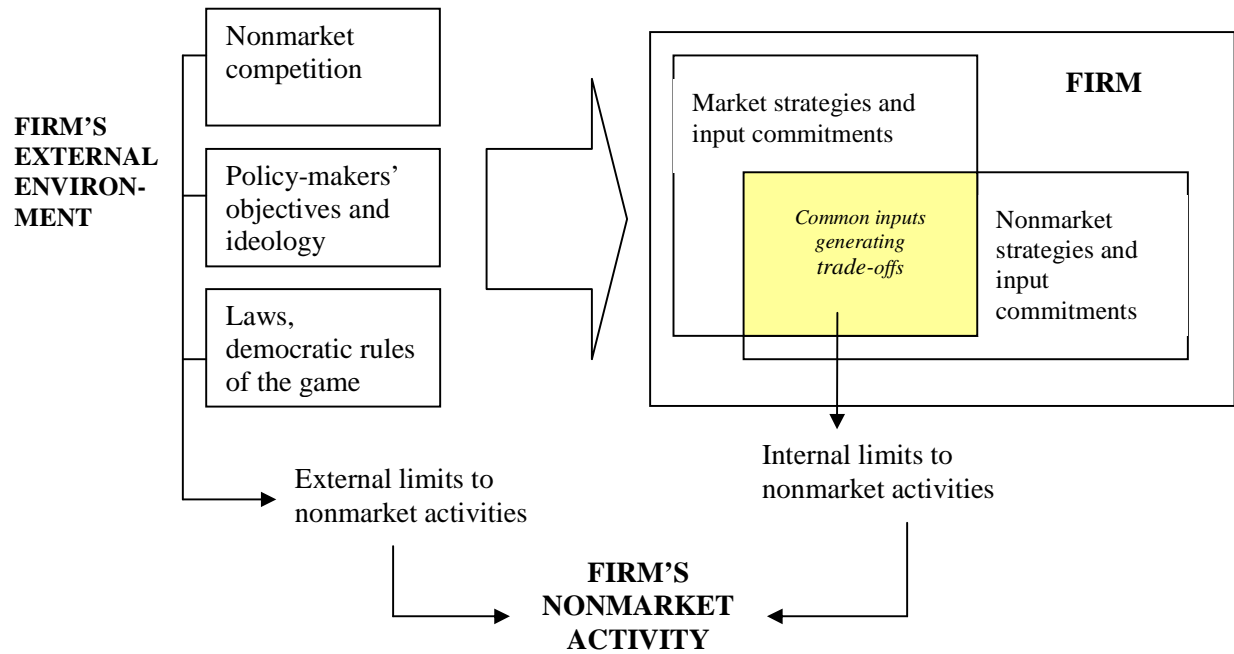 FIRM'S
EXTERNAL
ENVIRON-
MENT
Nonmarket
competition
Policy-makers'
objectives and
ideology
Laws,
democratic rules
of the game
FIRM
Market strategies and
input commitments
Common inputs
generating
trade-offs
Nonmarket
strategies and
input
commitments
External limits to
nonmarket activities
Internal limits to
nonmarket activities
FIRM'S
NONMARKET
ACTIVITY